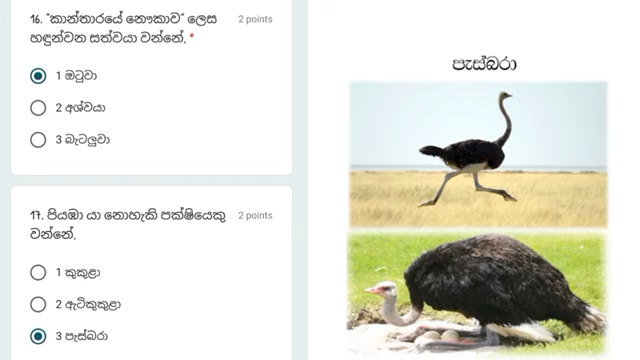 16. "කාන්තාරයේ නෞකාව" ලෙස
හඳුන්වන සත්වයා වන්නේ, *
2 points
1 ඔටුවා
2 අශ්වයා
3 බැටලුවා
17. පියඹා යා නොහැකි පක්ෂියෙකු
වන්නේ,
2 points
1 කුකුළා
2 ඇටිකුකුළා
3 පැස්බරා
පැස්බරා